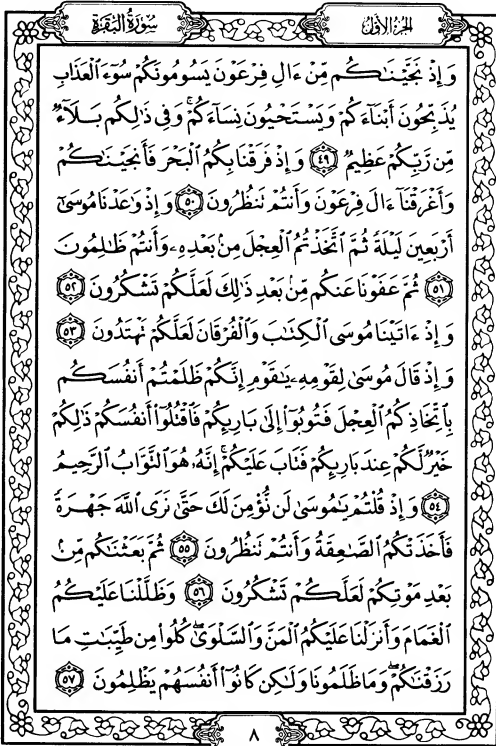 الجزء الأول
سورة البقرة
وَإِذْ نَجَّيْنَٰكُم مِّنْ ءَالِ فِرْعَوْنَ يَسُومُونَكُمْ سُوٓءَ ٱلْعَذَابِ
يُذَبِّحُونَ أَبْنَآءَكُمْ وَيَسْتَحْيُونَ نِسَآءَكُمْ ۚ وَفِى ذَٰلِكُم بَلَآءٌ
مِّن رَّبِّكُمْ عَظِيمٌ ٤٩ وَإِذْ فَرَقْنَا بِكُمُ ٱلْبَحْرَ فَأَنجَيْنَٰكُمْ
وَأَغْرَقْنَآ ءَالَ فِرْعَوْنَ وَأَنتُمْ تَنظُرُونَ ٥٠ وَإِذْ وَٰعَدْنَا مُوسَىٰٓ
أَرْبَعِينَ لَيْلَةً ثُمَّ ٱتَّخَذْتُمُ ٱلْعِجْلَ مِنۢ بَعْدِهِۦ وَأَنتُمْ ظَٰلِمُونَ
٥١ ثُمَّ عَفَوْنَا عَنكُم مِّنۢ بَعْدِ ذَٰلِكَ لَعَلَّكُمْ تَشْكُرُونَ ٥٢
وَإِذْ ءَاتَيْنَا مُوسَى ٱلْكِتَٰبَ وَٱلْفُرْقَانَ لَعَلَّكُمْ تَهْتَدُونَ ٥٣
وَإِذْ قَالَ مُوسَىٰ لِقَوْمِهِۦ يَٰقَوْمِ إِنَّكُمْ ظَلَمْتُمْ أَنفُسَكُم
بِٱتِّخَاذِكُمُ ٱلْعِجْلَ فَتُوبُوٓا۟ إِلَىٰ بَارِئِكُمْ فَٱقْتُلُوٓا۟ أَنفُسَكُمْ ذَٰلِكُمْ
خَيْرٌ لَّكُمْ عِندَ بَارِئِكُمْ فَتَابَ عَلَيْكُمْ ۚ إِنَّهُۥ هُوَ ٱلتَّوَّابُ ٱلرَّحِيمُ
٥٤ وَإِذْ قُلْتُمْ يَٰمُوسَىٰ لَن نُّؤْمِنَ لَكَ حَتَّىٰ نَرَى ٱللَّهَ جَهْرَةً
فَأَخَذَتْكُمُ ٱلصَّٰعِقَةُ وَأَنتُمْ تَنظُرُونَ ٥٥ ثُمَّ بَعَثْنَٰكُم مِّنۢ
بَعْدِ مَوْتِكُمْ لَعَلَّكُمْ تَشْكُرُونَ ٥٦ وَظَلَّلْنَا عَلَيْكُمُ
ٱلْغَمَامَ وَأَنزَلْنَا عَلَيْكُمُ ٱلْمَنَّ وَٱلسَّلْوَىٰ ۖ كُلُوا۟ مِن طَيِّبَٰتِ مَا
رَزَقْنَٰكُمْ ۖ وَمَا ظَلَمُونَا وَلَٰكِن كَانُوٓا۟ أَنفُسَهُمْ يَظْلِمُونَ ٥٧
٨